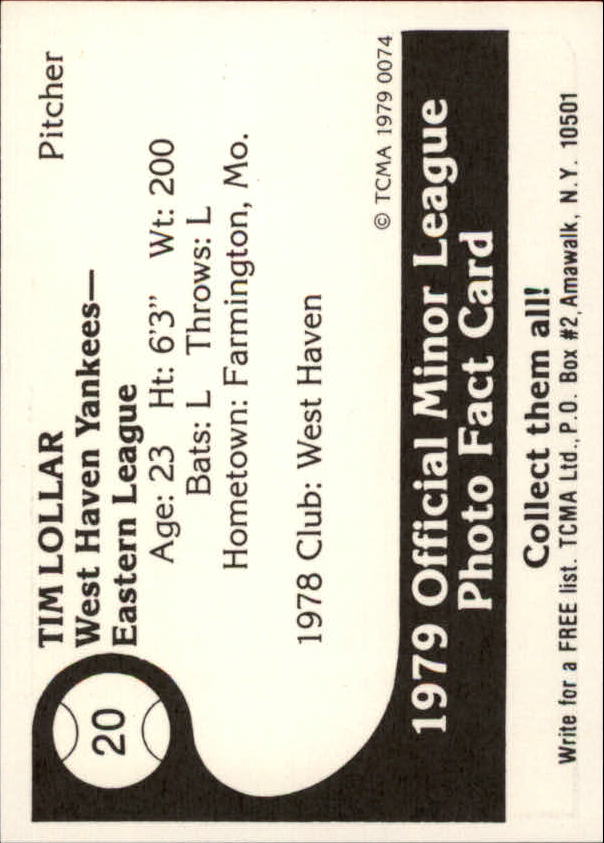 20
TIM LOLLAR Pitcher
West Haven Yankees—
Eastern League
Age: 23 Ht: 6'3” Wt: 200
Bats: L Throws: L
Hometown: Farmington, Mo.
1978 Club: West Haven
© TCMA 1979 0074
1979 Official Minor League
Photo Fact Card
Collect them all!
Write for a FREE list. TCMA Ltd., P.O. Box #2, Amawalk, N.Y. 10501